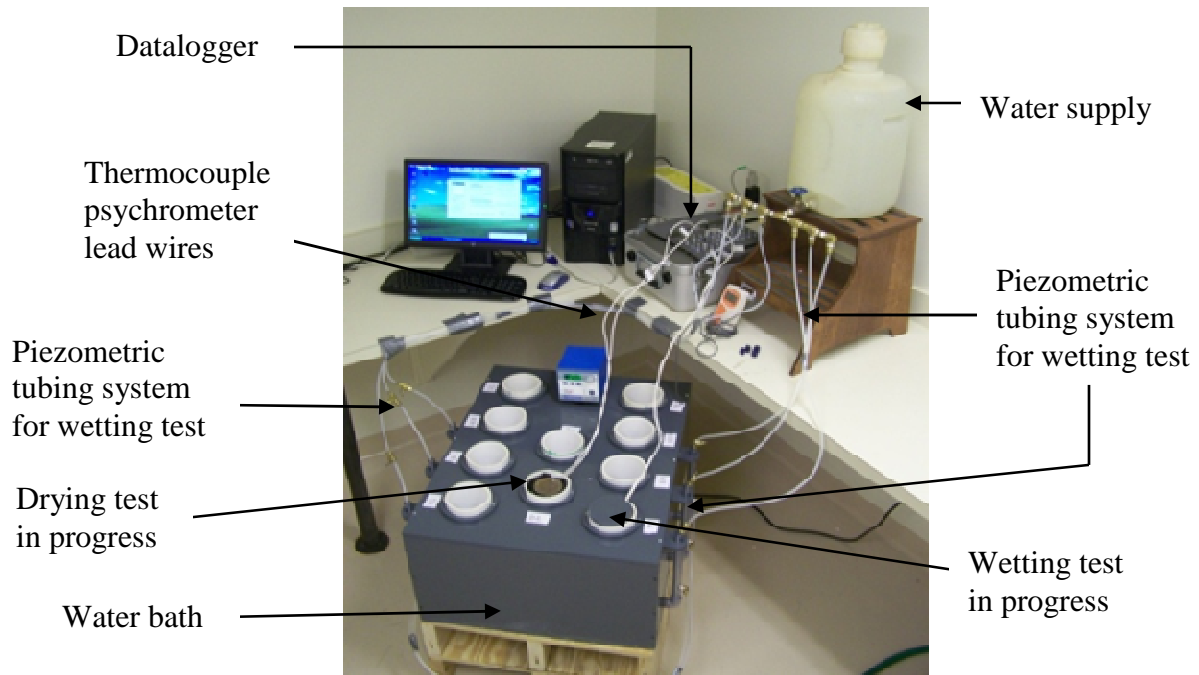 Datalogger
Water supply
Thermocouple
psychrometer
lead wires
Piezometric
tubing system
for wetting test
Piezometric
tubing system
for wetting test
Drying test
in progress
Wetting test
in progress
Water bath